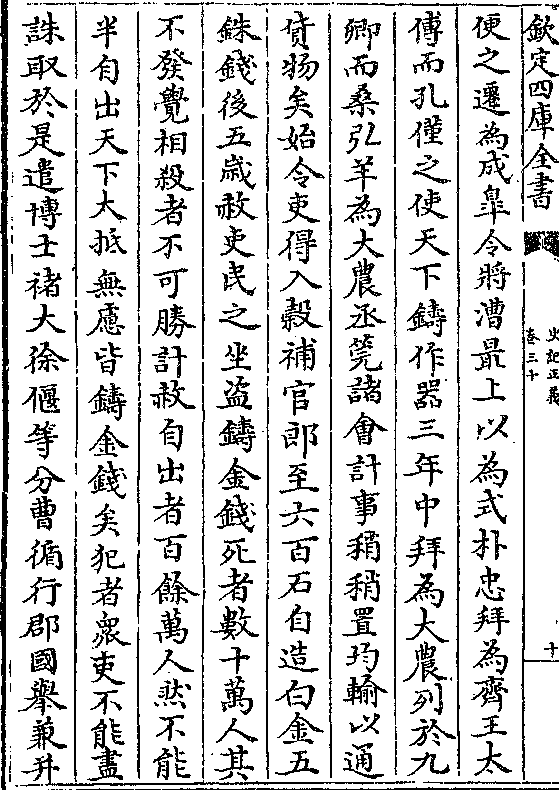 欽定四庫全書
史記正義
卷三十
十
便之遷為成臯令將漕最上以為式朴忠拜為齊王太
傅而孔僅之使天下鑄作器三年中拜為大農列於九
卿而桑弘羊為大農丞筦諸會計事稍稍置均輸以通
貨物矣始令吏得入穀補官郎至六百石自造白金五
銖錢後五歲赦吏民之坐盗鑄金錢死者數十萬人其
不發覺相殺者不可勝計赦自出者百餘萬人然不能
半自出天下大抵無慮皆鑄金錢矣犯者衆吏不能盡
誅取於是遣博士禇大徐偃等分曹循行郡國舉兼并